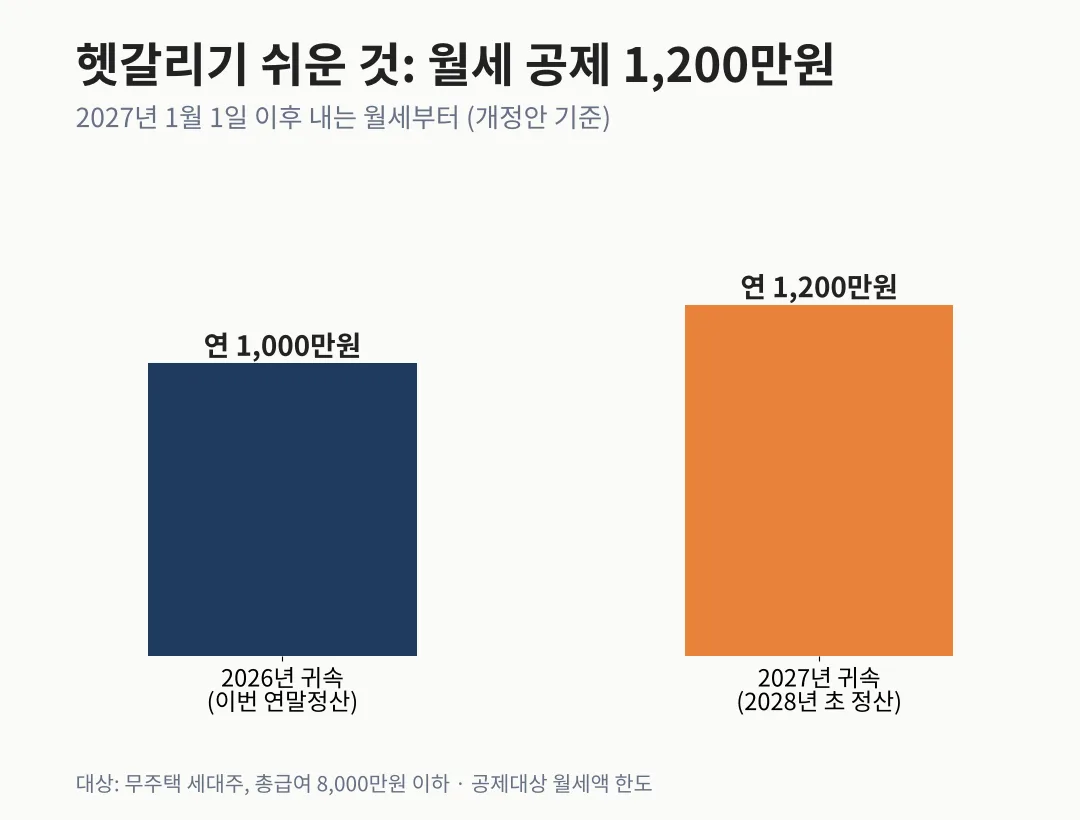 헷갈리기 쉬운 것: 월세 공제 1,200만원
2027년 1월 1일 이후 내는 월세부터 (개정안 기준)
연 1,000만원
연 1,200만원
2026년 귀속
(이번 연말정산)
2027년 귀속
(2028년 초 정산)
대상: 무주택 세대주, 총급여 8,000만원 이하 · 공제대상 월세액 한도